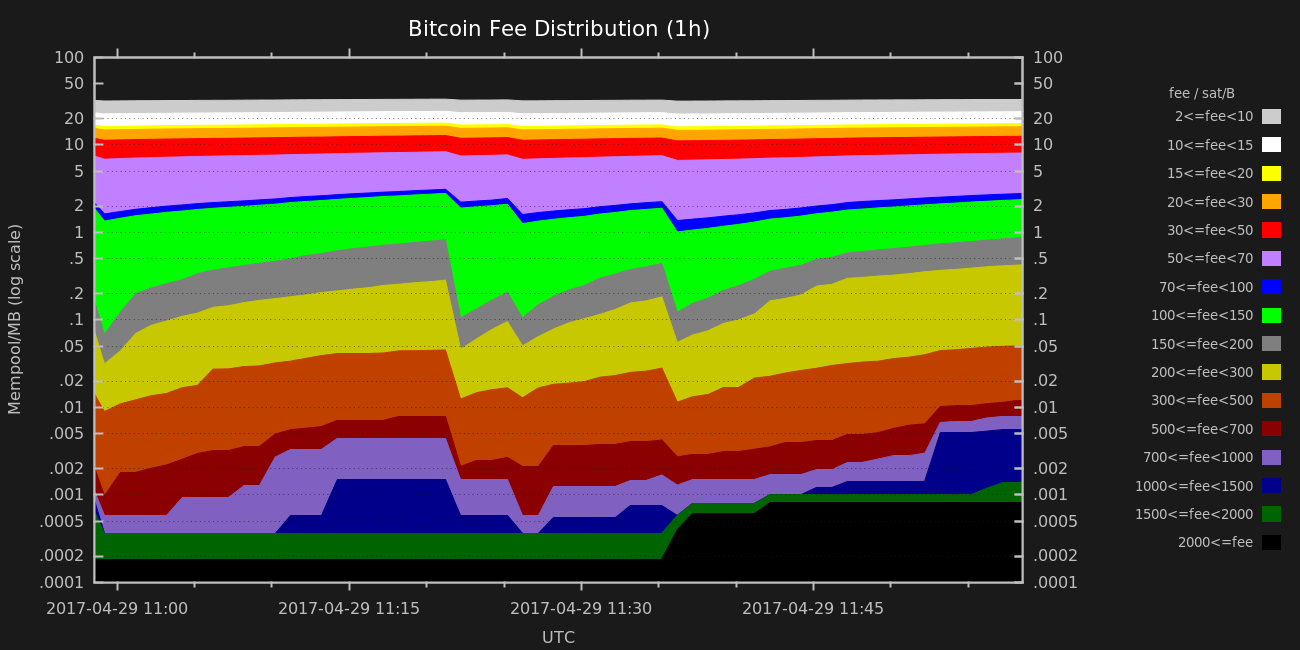 Bitcoin Fee Distribution (1h)
Mempool/MB (log scale)
100
50
20
10
5
2
1
.5
.2
.1
.05
.02
.01
.005
.002
.001
.0005
.0002
.0001
100
50
20
10
5
2
1
.5
.2
.1
.05
.02
.01
.005
.002
.001
.0005
.0002
.0001
2017-04-29 11:00
2017-04-29 11:15
2017-04-29 11:30
2017-04-29 11:45
UTC
fee / sat/B
2<=fee<10
10<=fee<15
15<=fee<20
20<=fee<30
30<=fee<50
50<=fee<70
70<=fee<100
100<=fee<150
150<=fee<200
200<=fee<300
300<=fee<500
500<=fee<700
700<=fee<1000
1000<=fee<1500
1500<=fee<2000
2000<=fee